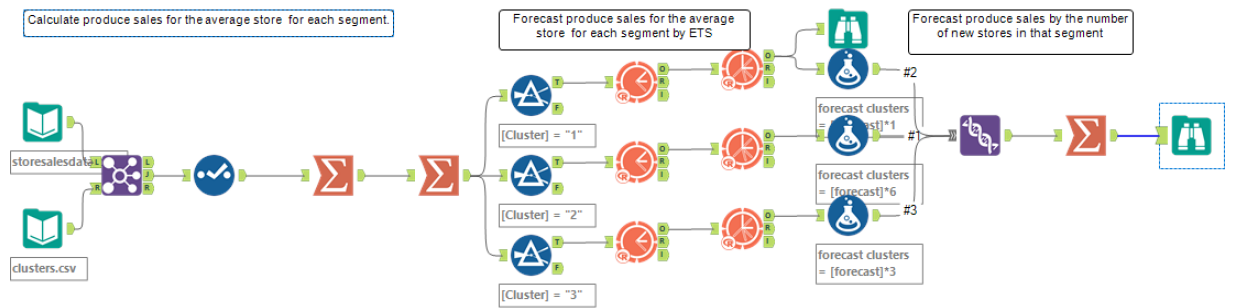 Calculate produce sales for the average store for each segment.
Forecast produce sales for the average
store for each segment by ETS
Forecast produce sales by the number
of new stores in that segment
storesalesdata
clusters.csv
L
R
L
J
R
T
F
[Cluster] = "1"
T
F
[Cluster] = "2"
T
F
[Cluster] = "3"
O
R
I
O
R
I
O
R
I
O
R
I
O
R
I
O
R
I
forecast clusters
= [forecast]*1
forecast clusters
= [forecast]*6
forecast clusters
= [forecast]*3
#2
#1
#3